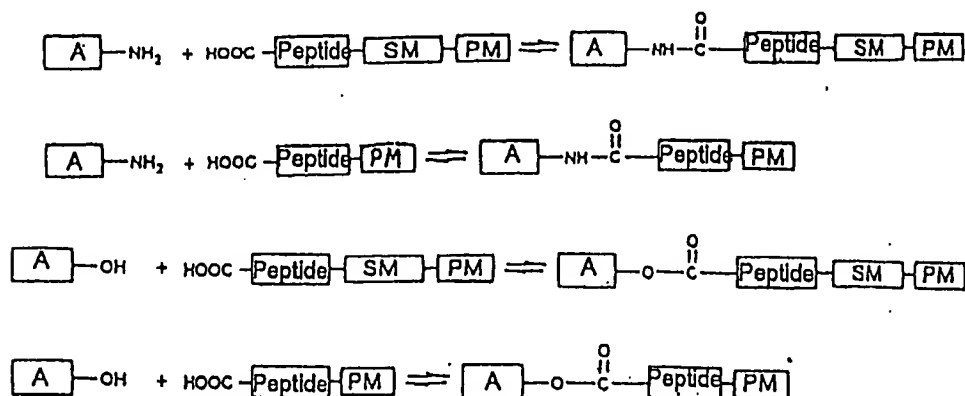 A—NH₂ + HOOC—Peptide—SM—PM ⇌ A—NH—C(=O)—Peptide—SM—PM
A—NH₂ + HOOC—Peptide—PM ⇌ A—NH—C(=O)—Peptide—PM
A—OH + HOOC—Peptide—SM—PM ⇌ A—O—C(=O)—Peptide—SM—PM
A—OH + HOOC—Peptide—PM ⇌ A—O—C(=O)—Peptide—PM